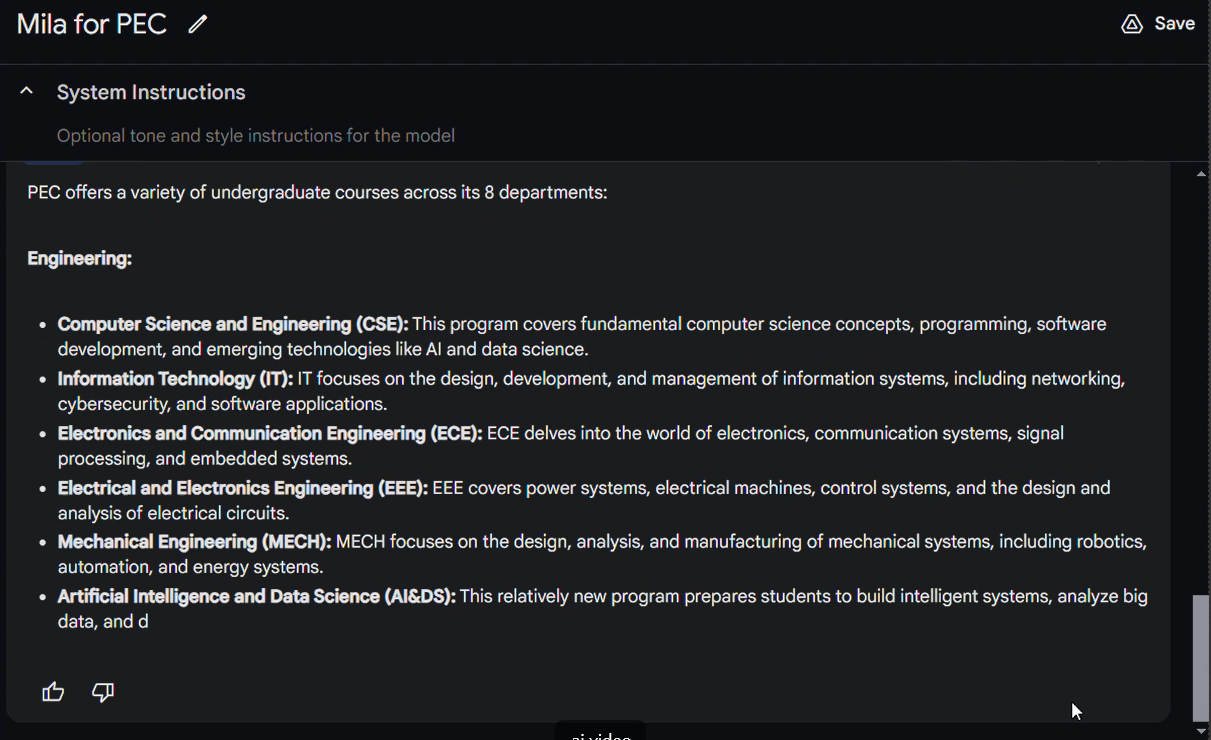 Mila for PEC
Save
System Instructions
Optional tone and style instructions for the model
PEC offers a variety of undergraduate courses across its 8 departments:
Engineering:
• Computer Science and Engineering (CSE): This program covers fundamental computer science concepts, programming, software
development, and emerging technologies like AI and data science.
• Information Technology (IT): IT focuses on the design, development, and management of information systems, including networking,
cybersecurity, and software applications.
• Electronics and Communication Engineering (ECE): ECE delves into the world of electronics, communication systems, signal
processing, and embedded systems.
• Electrical and Electronics Engineering (EEE): EEE covers power systems, electrical machines, control systems, and the design and
analysis of electrical circuits.
• Mechanical Engineering (MECH): MECH focuses on the design, analysis, and manufacturing of mechanical systems, including robotics,
automation, and energy systems.
• Artificial Intelligence and Data Science (AI&DS): This relatively new program prepares students to build intelligent systems, analyze big
data, and d
ai video